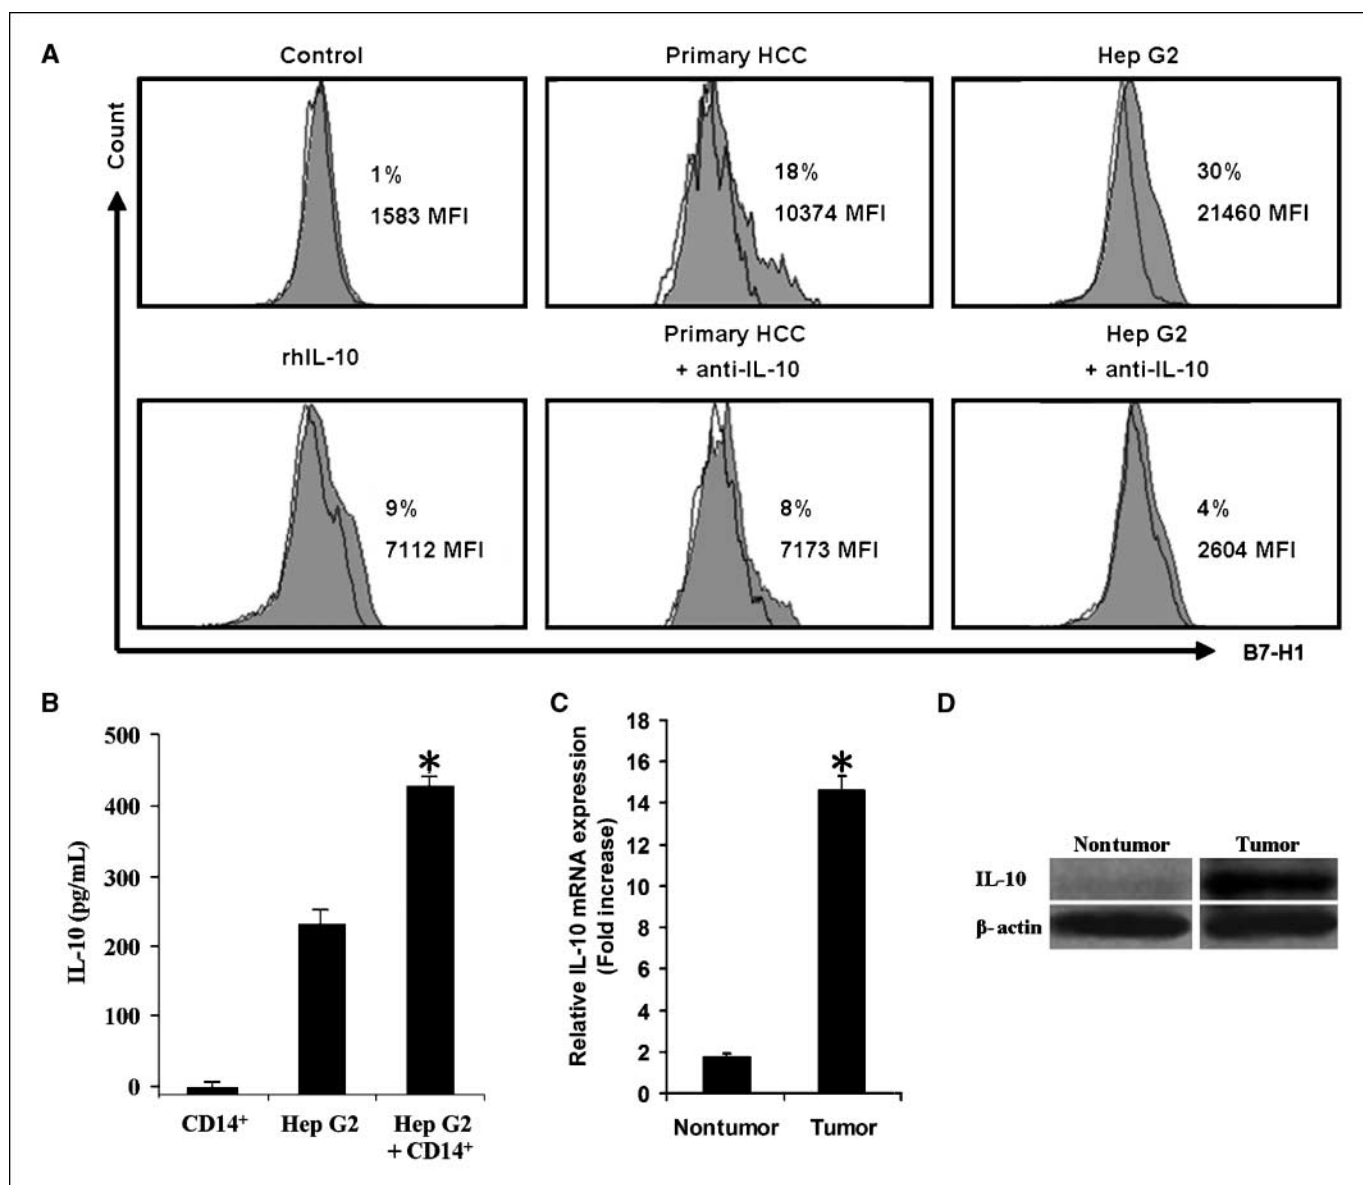 A
Control
Primary HCC
Hep G2
Count
1%
1583 MFI
18%
10374 MFI
30%
21460 MFI
rhIL-10
Primary HCC
+ anti-IL-10
Hep G2
+ anti-IL-10
9%
7112 MFI
8%
7173 MFI
4%
2604 MFI
B7-H1
B
IL-10 (pg/mL)
500
400
300
200
100
0
*
CD14⁺
Hep G2
Hep G2
+ CD14⁺
C
Relative IL-10 mRNA expression
(Fold increase)
18
16
14
12
10
8
6
4
2
0
*
Nontumor
Tumor
D
Nontumor
Tumor
IL-10
β-actin